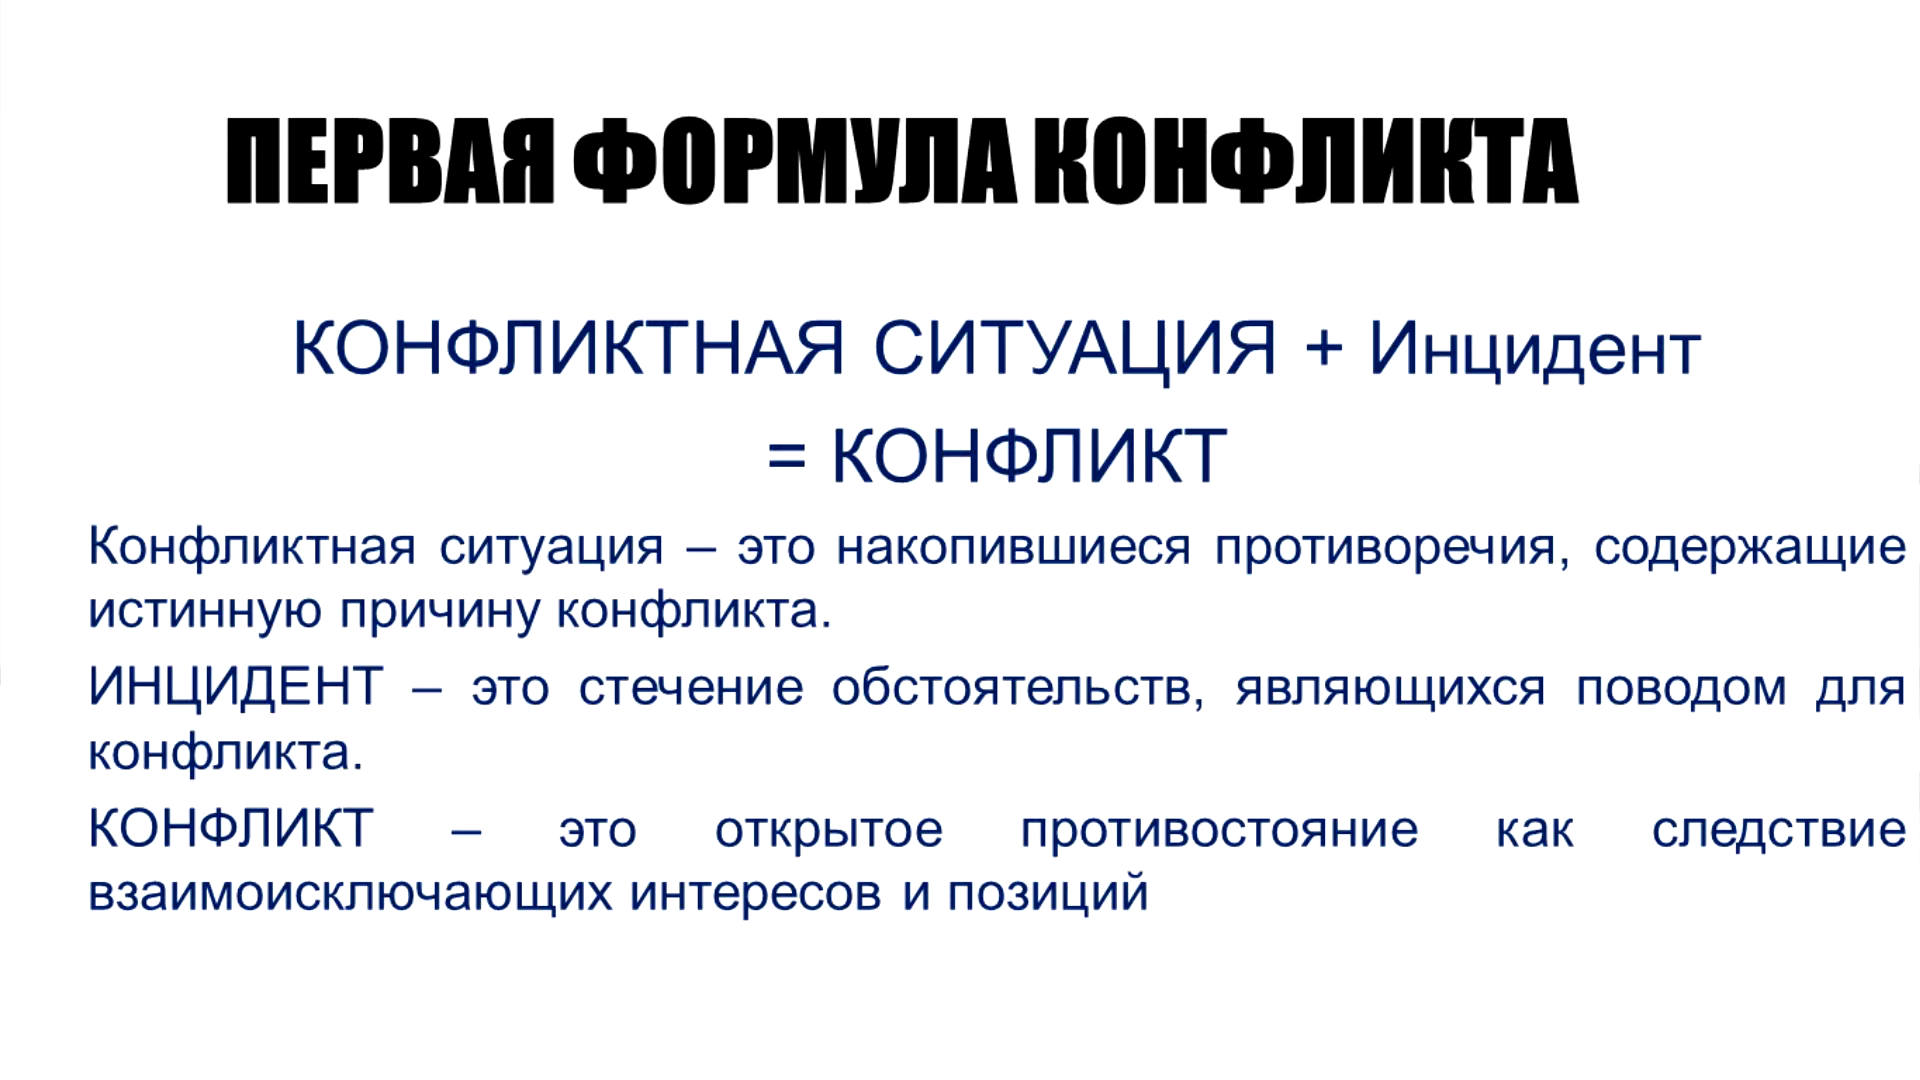 ПЕРВАЯ ФОРМУЛА КОНФЛИКТА
КОНФЛИКТНАЯ СИТУАЦИЯ + Инцидент
= КОНФЛИКТ
Конфликтная ситуация – это накопившиеся противоречия, содержащие
истинную причину конфликта.
ИНЦИДЕНТ – это стечение обстоятельств, являющихся поводом для
конфликта.
КОНФЛИКТ – это открытое противостояние как следствие
взаимоисключающих интересов и позиций